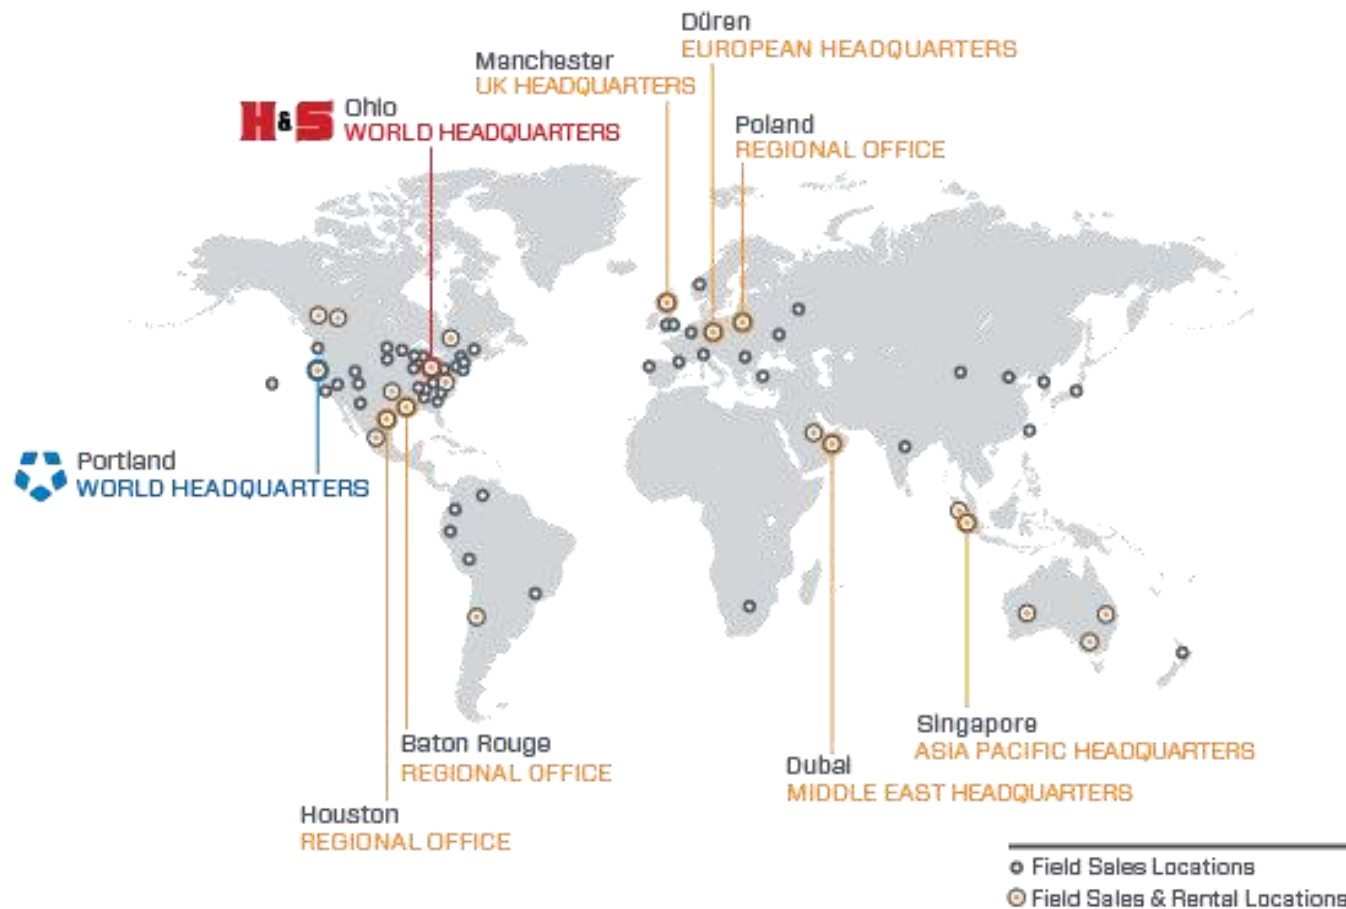 Düren
EUROPEAN HEADQUARTERS
Manchester
UK HEADQUARTERS
H&S
Ohio
WORLD HEADQUARTERS
Poland
REGIONAL OFFICE
Portland
WORLD HEADQUARTERS
Singapore
ASIA PACIFIC HEADQUARTERS
Baton Rouge
REGIONAL OFFICE
Dubai
MIDDLE EAST HEADQUARTERS
Houston
REGIONAL OFFICE
Field Sales Locations
Field Sales & Rental Locations